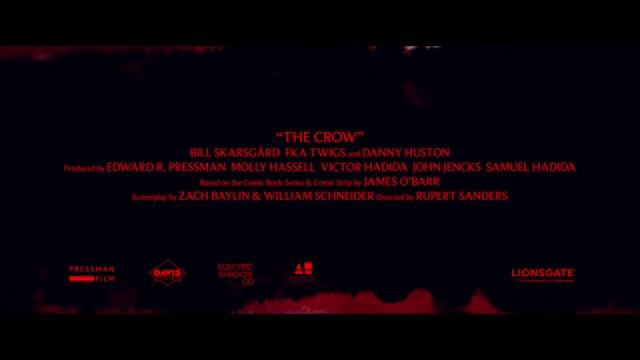 “THE CROW”
BILL SKARSGÅRD FKA TWIGS and DANNY HUSTON
Produced by EDWARD R. PRESSMAN MOLLY HASSELL VICTOR HADIDA JOHN JENCKS SAMUEL HADIDA
Based on the Comic Book Series & Comic Strip by JAMES O'BARR
Screenplay by ZACH BAYLIN & WILLIAM SCHNEIDER Directed by RUPERT SANDERS
PRESSMAN
FILM
DAVIS
ELECTRIC
SHADOW
CO
LIONSGATE